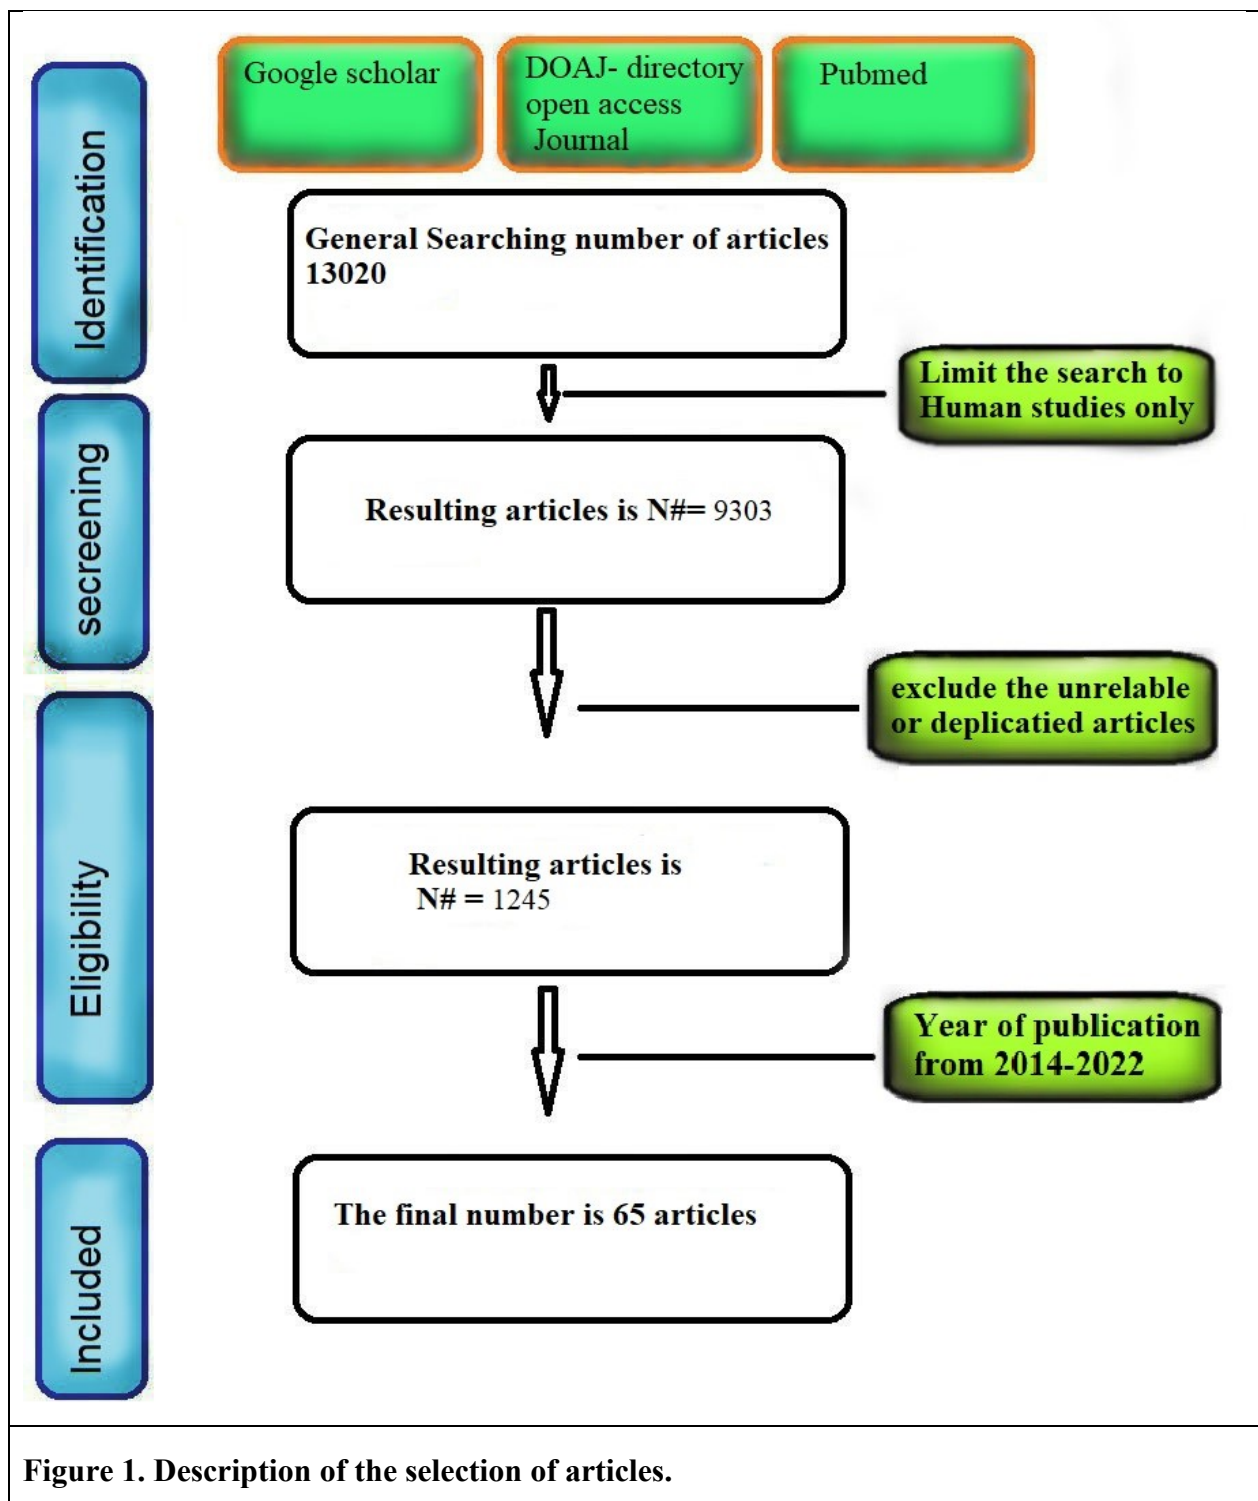 Google scholar
DOAJ- directory
open access
Journal
Pubmed
Identification
General Searching number of articles
13020
Limit the search to
Human studies only
secreening
Resulting articles is N#= 9303
exclude the unrelable
or deplicatied articles
Eligibility
Resulting articles is
N# = 1245
Year of publication
from 2014-2022
Included
The final number is 65 articles
Figure 1. Description of the selection of articles.